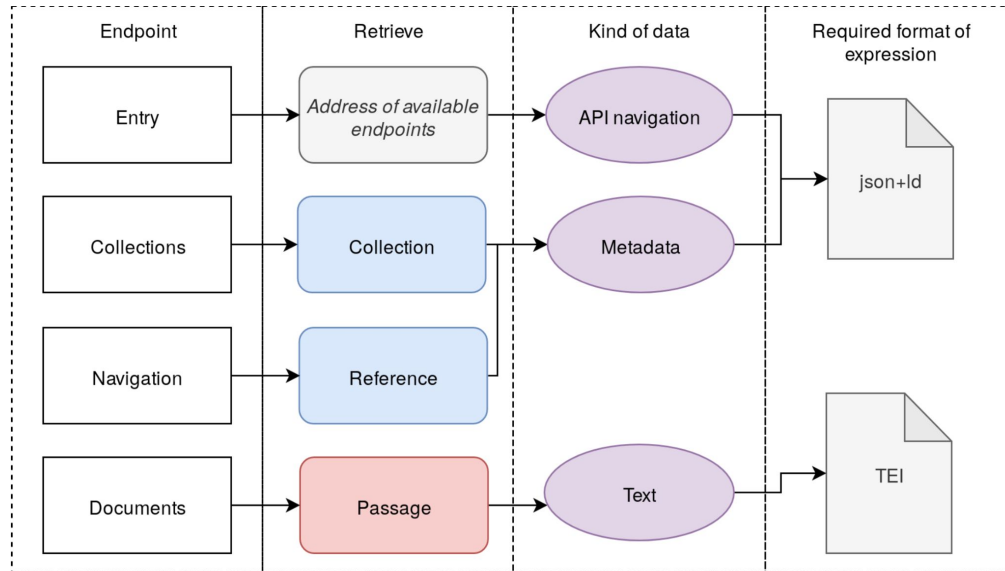 Endpoint
Retrieve
Kind of data
Required format of
expression
Entry
Address of available
endpoints
API navigation
json+ld
Collections
Collection
Metadata
Navigation
Reference
Documents
Passage
Text
TEI